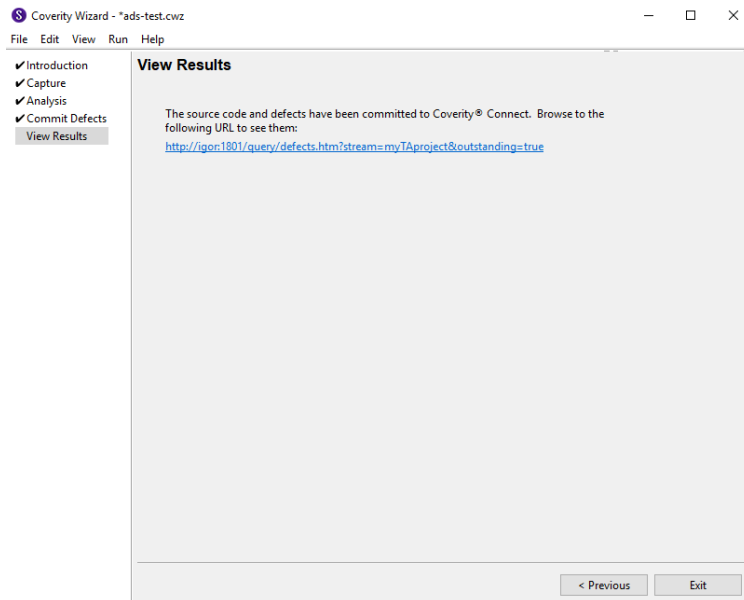 S Coverity Wizard - *ads-test.cwz
File Edit View Run Help
✔Introduction
✔Capture
✔Analysis
✔Commit Defects
View Results
View Results
The source code and defects have been committed to Coverity® Connect. Browse to the
following URL to see them:
http://igor:1801/query/defects.htm?stream=myTAproject&outstanding=true
< Previous Exit